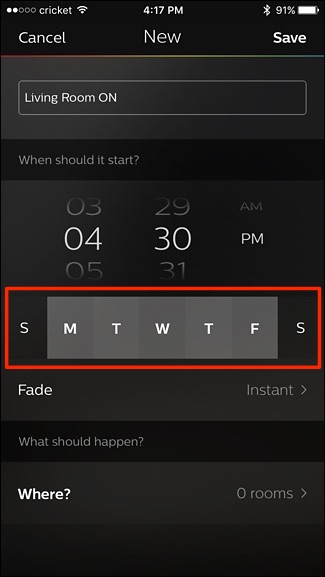 cricket 4:17 PM 91%
Cancel New Save
Living Room ON
When should it start?
03 29 AM
04 30 PM
05 31
S M T W T F S
Fade Instant >
What should happen?
Where? 0 rooms >